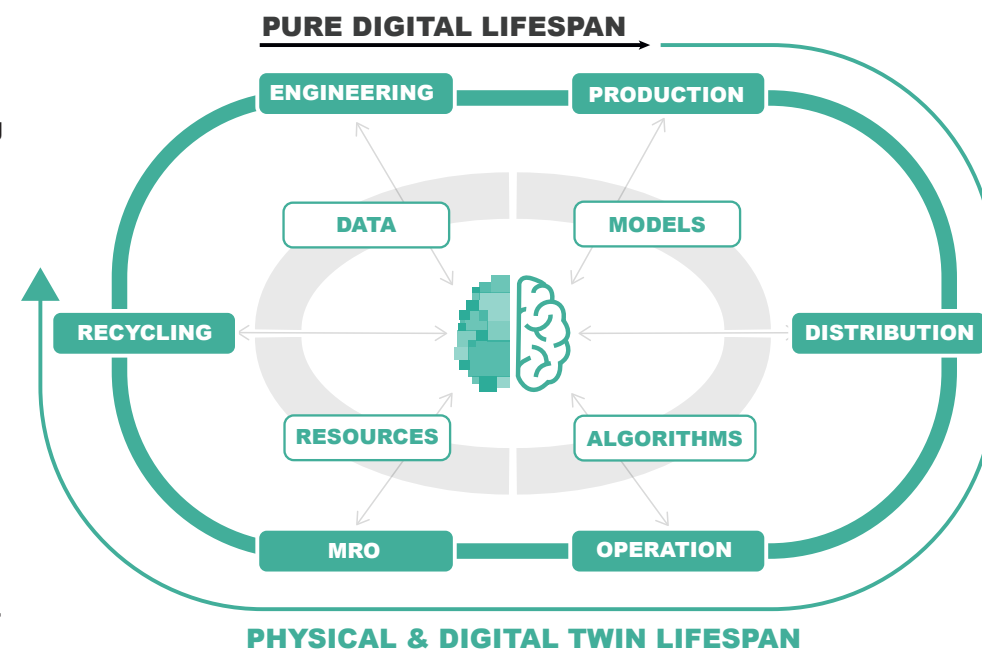 PURE DIGITAL LIFESPAN
ENGINEERING
PRODUCTION
DATA
MODELS
RECYCLING
DISTRIBUTION
RESOURCES
ALGORITHMS
MRO
OPERATION
PHYSICAL & DIGITAL TWIN LIFESPAN